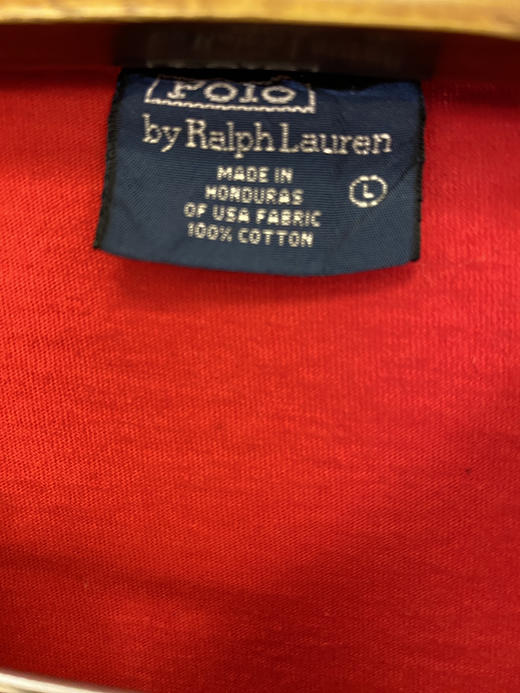 POlO
by Ralph Lauren
MADE IN
HONDURAS
OF USA FABRIC
100% COTTON
L